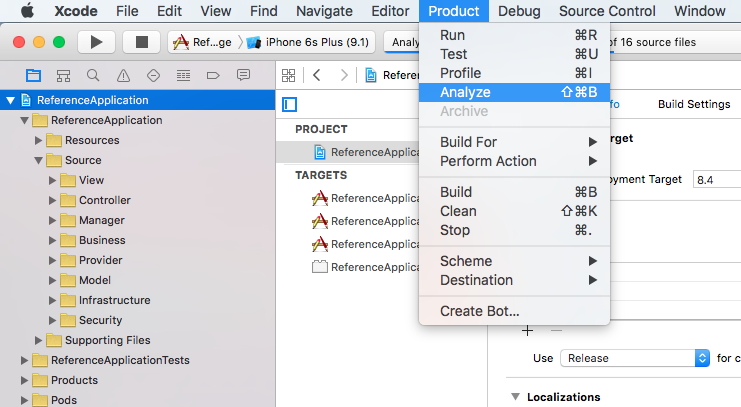 Xcode File Edit View Find Navigate Editor Product Debug Source Control Window
Ref...ge iPhone 6s Plus (9.1) Analy of 16 source files
Run ⌘R
Test ⌘U
Profile ⌘I
Analyze ⇧⌘B
Archive
Build For
Perform Action
Build ⌘B
Clean ⇧⌘K
Stop ⌘.
Scheme
Destination
Create Bot...
ReferenceApplication
ReferenceApplication
Resources
Source
View
Controller
Manager
Business
Provider
Model
Infrastructure
Security
Supporting Files
ReferenceApplicationTests
Products
Pods
Refere
PROJECT
ReferenceApplica
TARGETS
ReferenceApplica
ReferenceApplica
ReferenceApplica
ReferenceApplica
fo Build Settings
rget
oyment Target 8.4
+ −
Use Release for c
Localizations